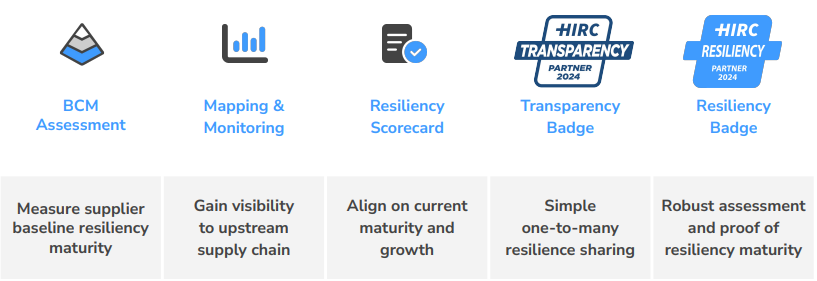 HIRC
TRANSPARENCY
PARTNER
2024
HIRC
RESILIENCY
PARTNER
2024
BCM
Assessment
Mapping &
Monitoring
Resiliency
Scorecard
Transparency
Badge
Resiliency
Badge
Measure supplier
baseline resiliency
maturity
Gain visibility
to upstream
supply chain
Align on current
maturity and
growth
Simple
one-to-many
resilience sharing
Robust assessment
and proof of
resiliency maturity